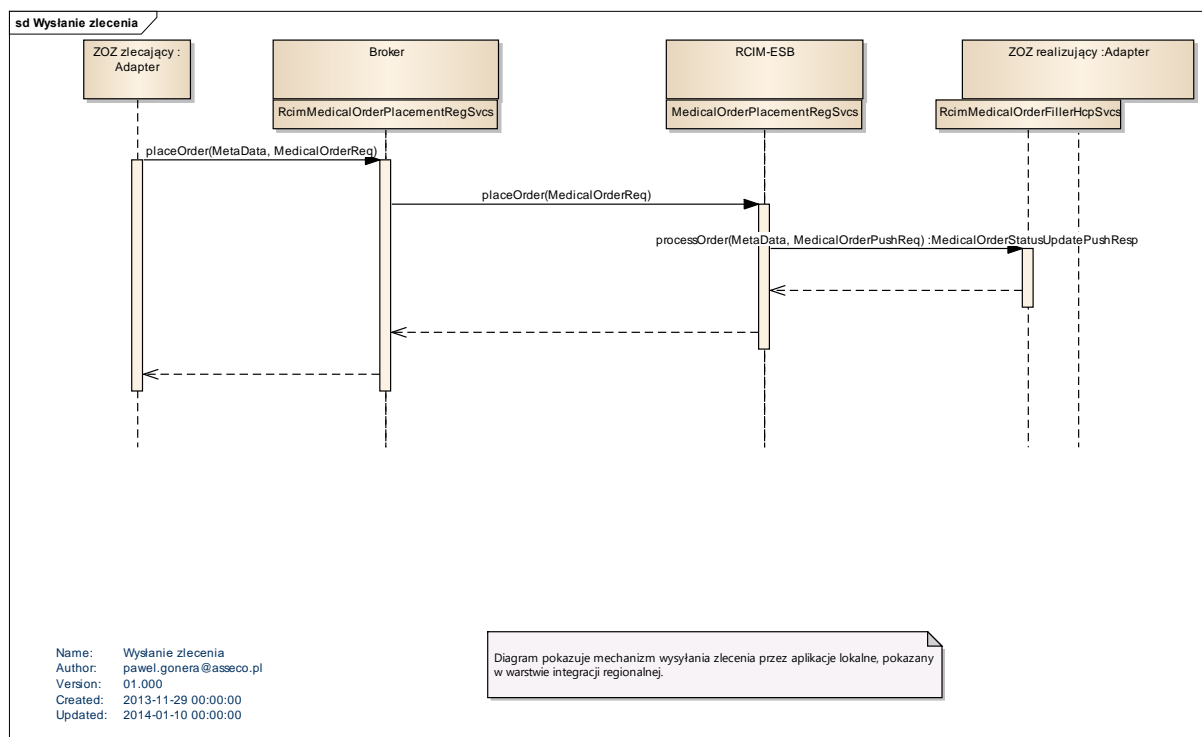 sd Wysłanie zlecenia
ZOZ zlecający :
Adapter
Broker
RCIM-ESB
ZOZ realizujący :Adapter
RcimMedicalOrderPlacementRegSvcs
MedicalOrderPlacementRegSvcs
RcimMedicalOrderFillerHcpSvcs
placeOrder(MetaData, MedicalOrderReq)
placeOrder(MedicalOrderReq)
processOrder(MetaData, MedicalOrderPushReq) :MedicalOrderStatusUpdatePushResp
Name: Wysłanie zlecenia
Author: pawel.gonera@asseco.pl
Version: 01.000
Created: 2013-11-29 00:00:00
Updated: 2014-01-10 00:00:00
Diagram pokazuje mechanizm wysyłania zlecenia przez aplikacje lokalne, pokazany
w warstwie integracji regionalnej.